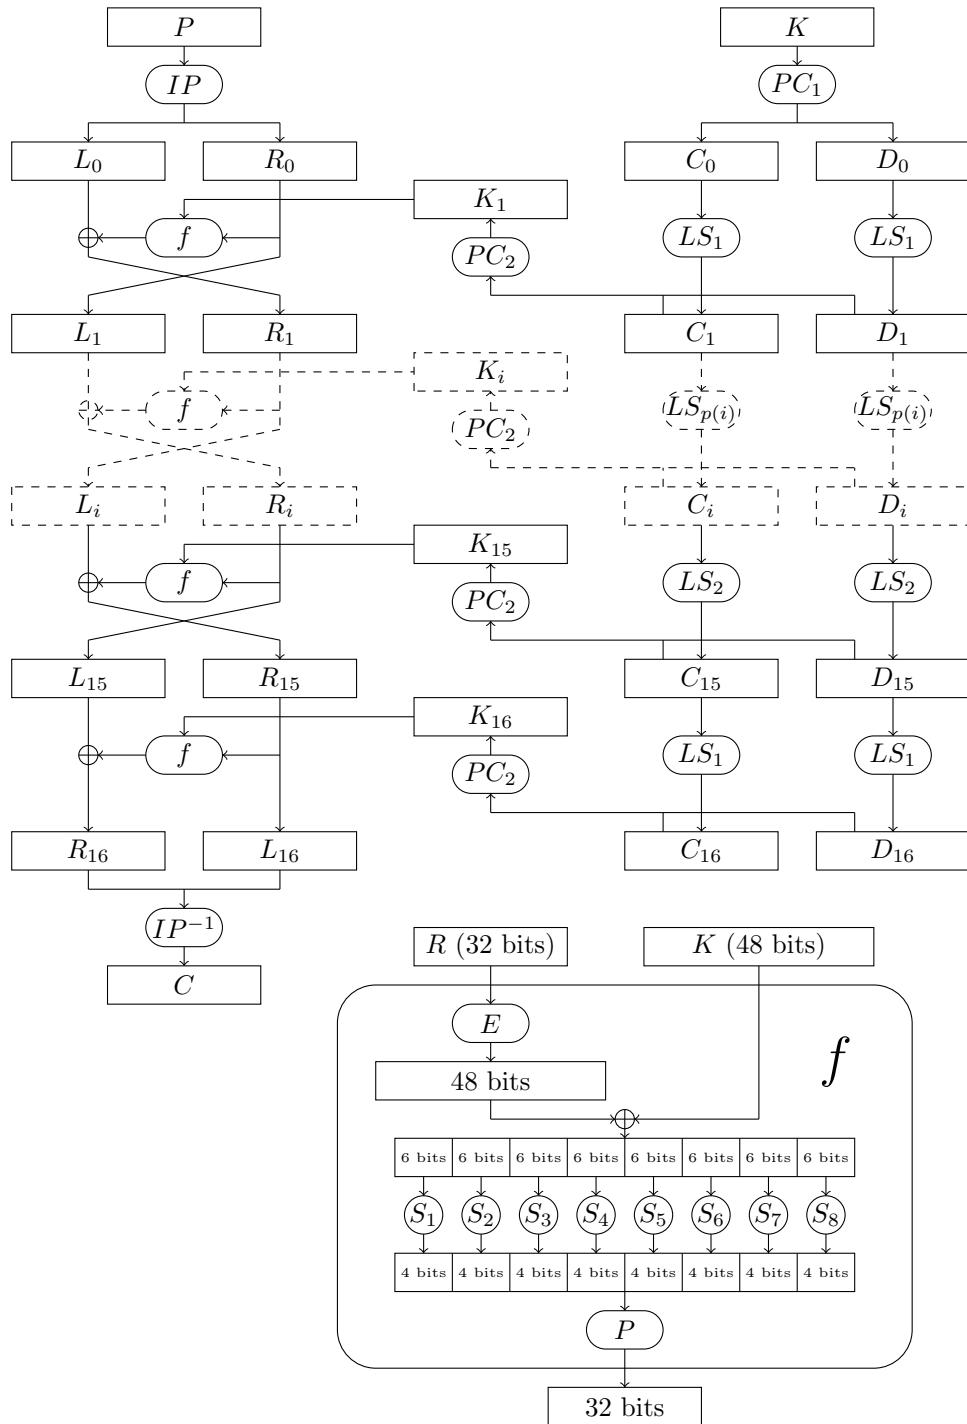 P K
IP PC₁
L₀ R₀ C₀ D₀
K₁
f LS₁ LS₁
PC₂
L₁ R₁ C₁ D₁
Kᵢ
f LSₚ₍ᵢ₎ LSₚ₍ᵢ₎
PC₂
Lᵢ Rᵢ Cᵢ Dᵢ
K₁₅
f LS₂ LS₂
PC₂
L₁₅ R₁₅ C₁₅ D₁₅
K₁₆
f LS₁ LS₁
PC₂
R₁₆ L₁₆ C₁₆ D₁₆
IP⁻¹
C
R (32 bits) K (48 bits)
E
f
48 bits
6 bits 6 bits 6 bits 6 bits 6 bits 6 bits 6 bits 6 bits
S₁ S₂ S₃ S₄ S₅ S₆ S₇ S₈
4 bits 4 bits 4 bits 4 bits 4 bits 4 bits 4 bits 4 bits
P
32 bits